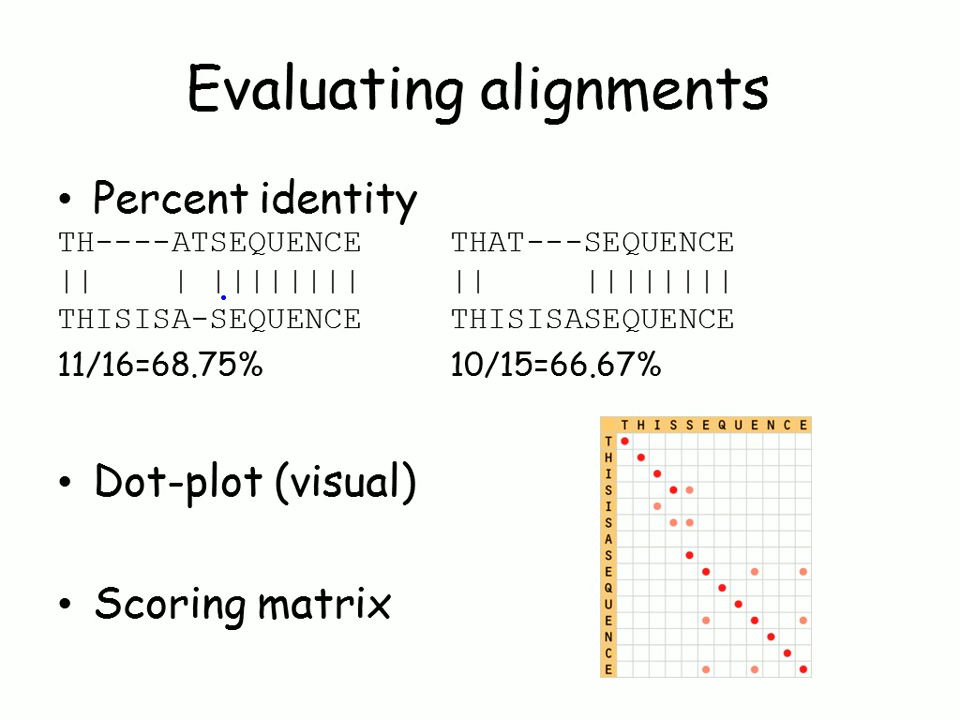 Evaluating alignments
• Percent identity
TH----ATSEQUENCE THAT---SEQUENCE
|| | |||||||| || ||||||||
THISISA-SEQUENCE THISISASEQUENCE
11/16=68.75% 10/15=66.67%
T H I S S E Q U E N C E
T
H
I
S
I
S
A
S
E
Q
U
E
N
C
E
• Dot-plot (visual)
• Scoring matrix